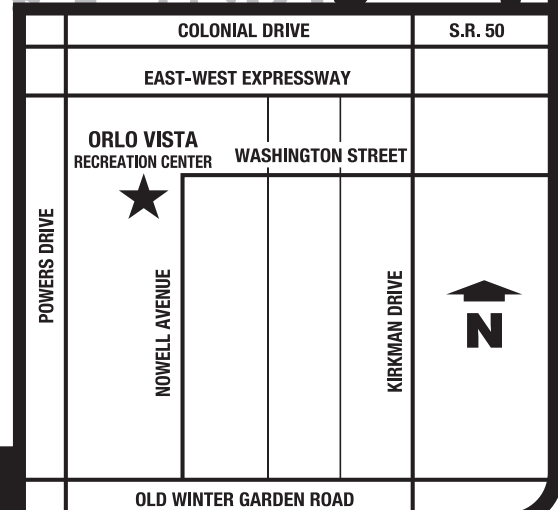 COLONIAL DRIVE
S.R. 50
EAST-WEST EXPRESSWAY
ORLO VISTA
RECREATION CENTER
WASHINGTON STREET
POWERS DRIVE
NOWELL AVENUE
KIRKMAN DRIVE
N
OLD WINTER GARDEN ROAD